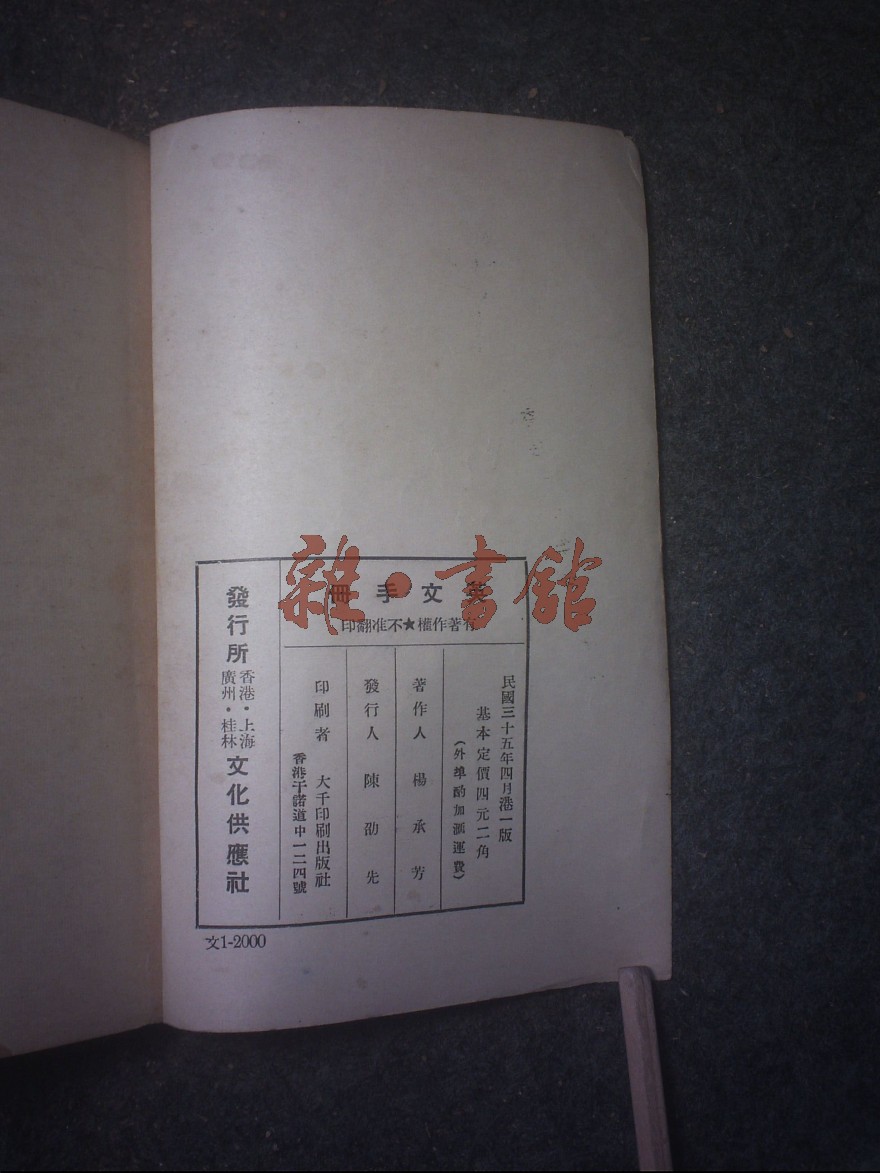 雜·書館
英文手冊
有著作權★不准翻印
民國三十五年四月港一版
基本定價四元二角
(外埠酌加滙運費)
著作人 楊承芳
發行人 陳劭先
印刷者 大千印刷出版社
香港干諾道中一二四號
發行所 香港·上海 廣州·桂林 文化供應社
文1-2000